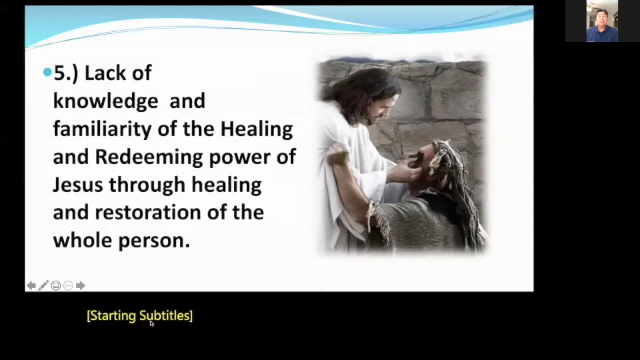 5.) Lack of
knowledge and
familiarity of the Healing
and Redeeming power of
Jesus through healing
and restoration of the
whole person.
[Starting Subtitles]